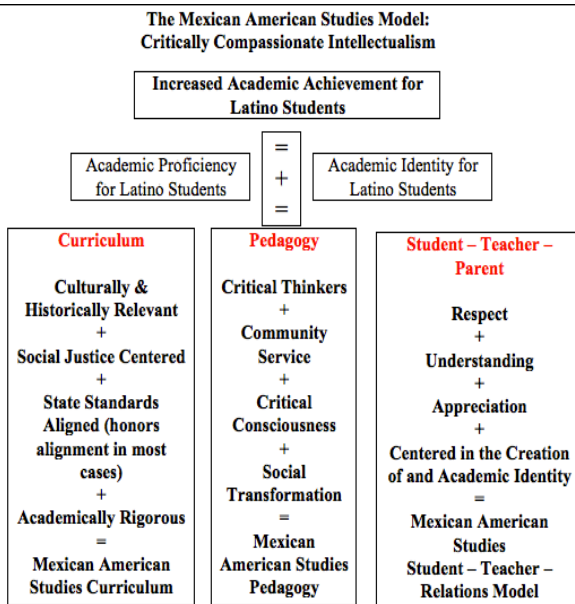 The Mexican American Studies Model:
Critically Compassionate Intellectualism
Increased Academic Achievement for
Latino Students
=
+
=
Academic Proficiency
for Latino Students
Academic Identity for
Latino Students
Curriculum
Culturally &
Historically Relevant
+
Social Justice Centered
+
State Standards
Aligned (honors
alignment in most
cases)
+
Academically Rigorous
=
Mexican American
Studies Curriculum
Pedagogy
Critical Thinkers
+
Community
Service
+
Critical
Consciousness
+
Social
Transformation
=
Mexican
American Studies
Pedagogy
Student – Teacher –
Parent
Respect
+
Understanding
+
Appreciation
+
Centered in the Creation
of and Academic Identity
=
Mexican American
Studies
Student – Teacher –
Relations Model